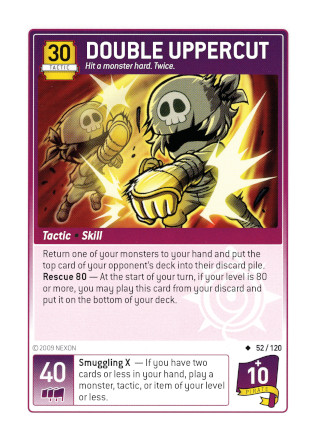 30
TACTIC
DOUBLE UPPERCUT
Hit a monster hard. Twice.
Tactic • Skill
Return one of your monsters to your hand and put the
top card of your opponent's deck into their discard pile.
Rescue 80 — At the start of your turn, if your level is 80
or more, you may play this card from your discard and
put it on the bottom of your deck.
©2009 NEXON
◆ 52 / 120
40
Smuggling X — If you have two
cards or less in your hand, play a
monster, tactic, or item of your level
or less.
+
10
PIRATE